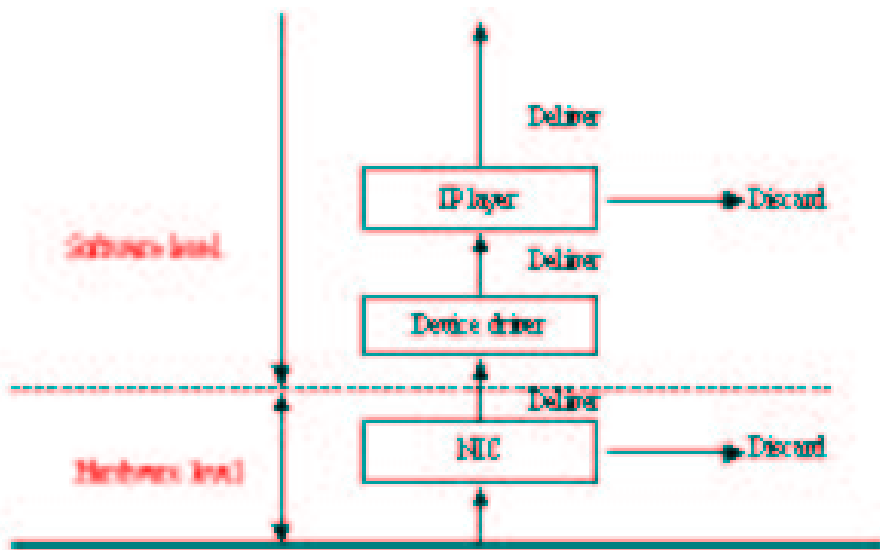 Deliver
IP layer
Discard
Software level
Deliver
Device driver
Deliver
NIC
Discard
Hardware level